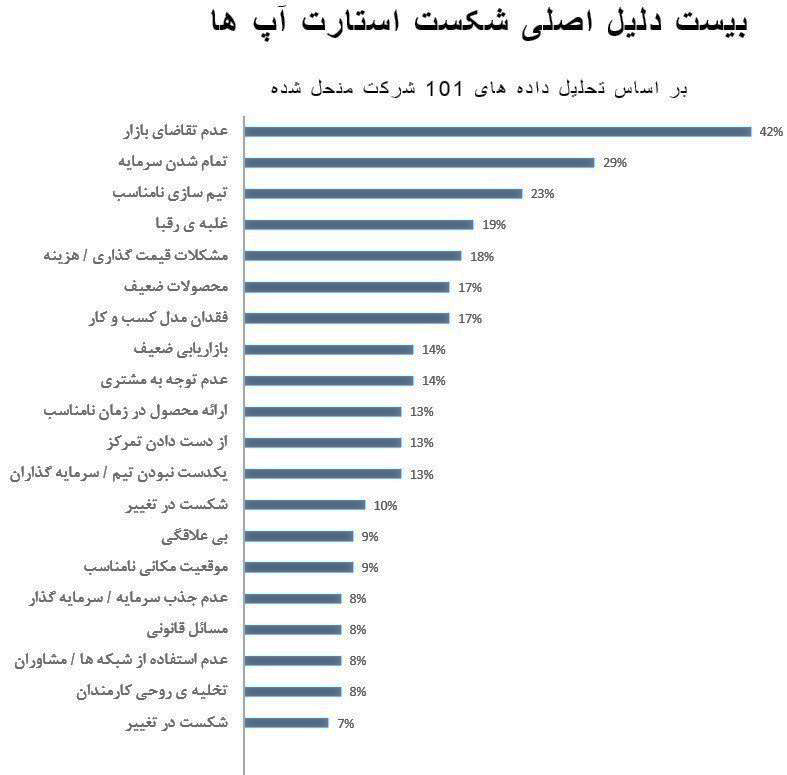 بیست دلیل اصلی شکست استارت آپ ها
بر اساس تحلیل داده های 101 شرکت منحل شده
عدم تقاضای بازار 42%
تمام شدن سرمایه 29%
تیم سازی نامناسب 23%
غلبه ی رقبا 19%
مشکلات قیمت گذاری / هزینه 18%
محصولات ضعیف 17%
فقدان مدل کسب و کار 17%
بازاریابی ضعیف 14%
عدم توجه به مشتری 14%
ارائه محصول در زمان نامناسب 13%
از دست دادن تمرکز 13%
یکدست نبودن تیم / سرمایه گذاران 13%
شکست در تغییر 10%
بی علاقگی 9%
موقعیت مکانی نامناسب 9%
عدم جذب سرمایه / سرمایه گذار 8%
مسائل قانونی 8%
عدم استفاده از شبکه ها / مشاوران 8%
تخلیه ی روحی کارمندان 8%
شکست در تغییر 7%